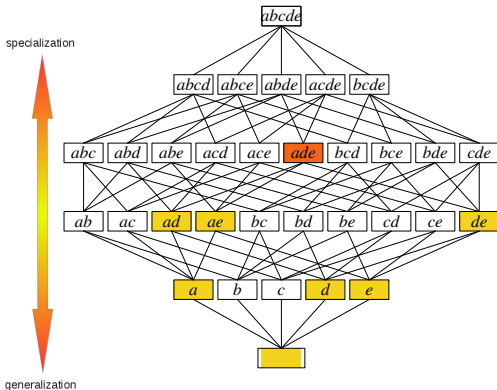 abcde
specialization
abcd abce abde acde bcde
abc abd abe acd ace ade bcd bce bde cde
ab ac ad ae bc bd be cd ce de
a b c d e
generalization